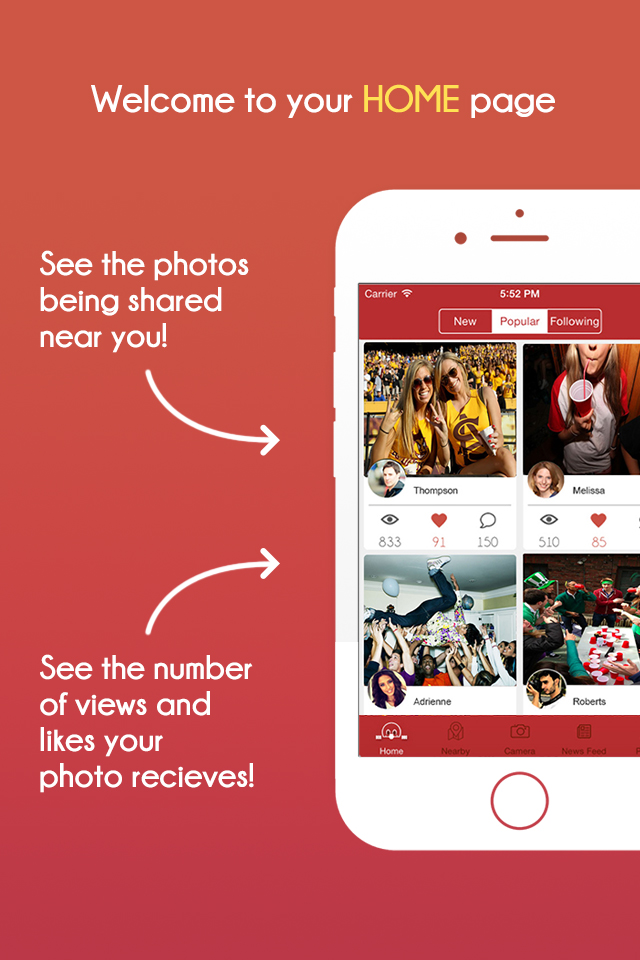 Welcome to your HOME page
See the photos
being shared
near you!
See the number
of views and
likes your
photo recieves!
Carrier 5:52 PM
New Popular Following
Thompson
Melissa
833 91 150
510 85
Adrienne
Roberts
Home Nearby Camera News Feed